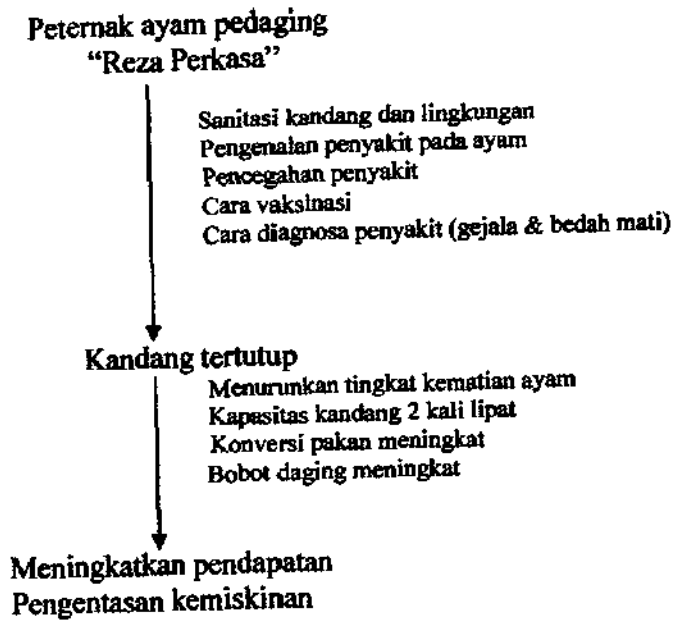 Peternak ayam pedaging
“Reza Perkasa”
Sanitasi kandang dan lingkungan
Pengenalan penyakit pada ayam
Pencegahan penyakit
Cara vaksinasi
Cara diagnosa penyakit (gejala & bedah mati)
Kandang tertutup
Menurunkan tingkat kematian ayam
Kapasitas kandang 2 kali lipat
Konversi pakan meningkat
Bobot daging meningkat
Meningkatkan pendapatan
Pengentasan kemiskinan